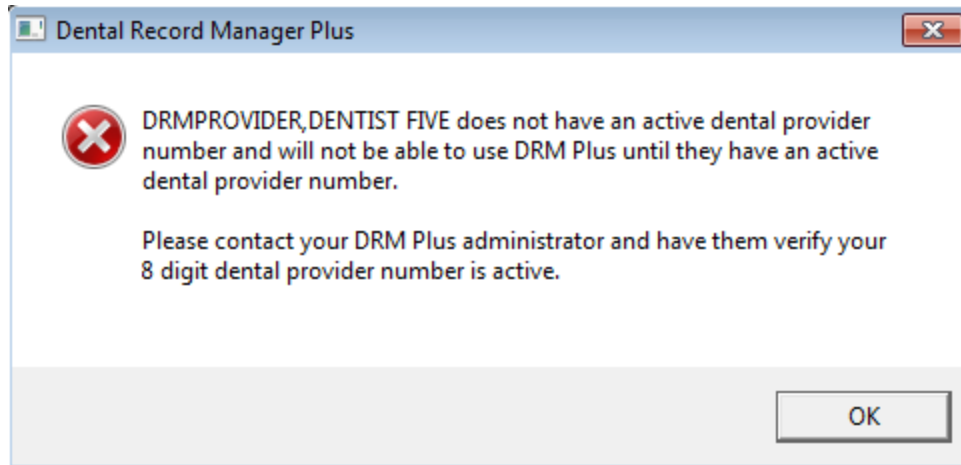 Dental Record Manager Plus
DRMPROVIDER,DENTIST FIVE does not have an active dental provider
number and will not be able to use DRM Plus until they have an active
dental provider number.
Please contact your DRM Plus administrator and have them verify your
8 digit dental provider number is active.
OK